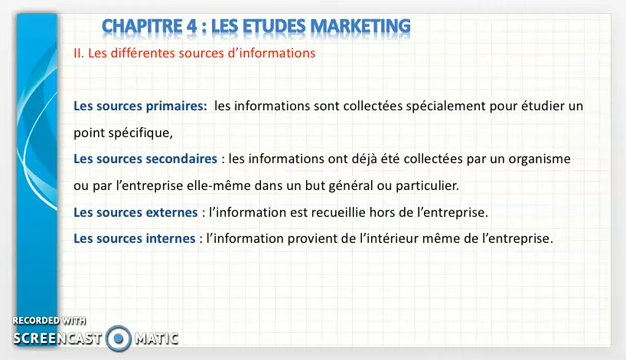 CHAPITRE 4 : LES ETUDES MARKETING
II. Les différentes sources d’informations
Les sources primaires: les informations sont collectées spécialement pour étudier un
point spécifique,
Les sources secondaires : les informations ont déjà été collectées par un organisme
ou par l’entreprise elle-même dans un but général ou particulier.
Les sources externes : l’information est recueillie hors de l’entreprise.
Les sources internes : l’information provient de l’intérieur même de l’entreprise.
RECORDED WITH
SCREENCAST MATIC